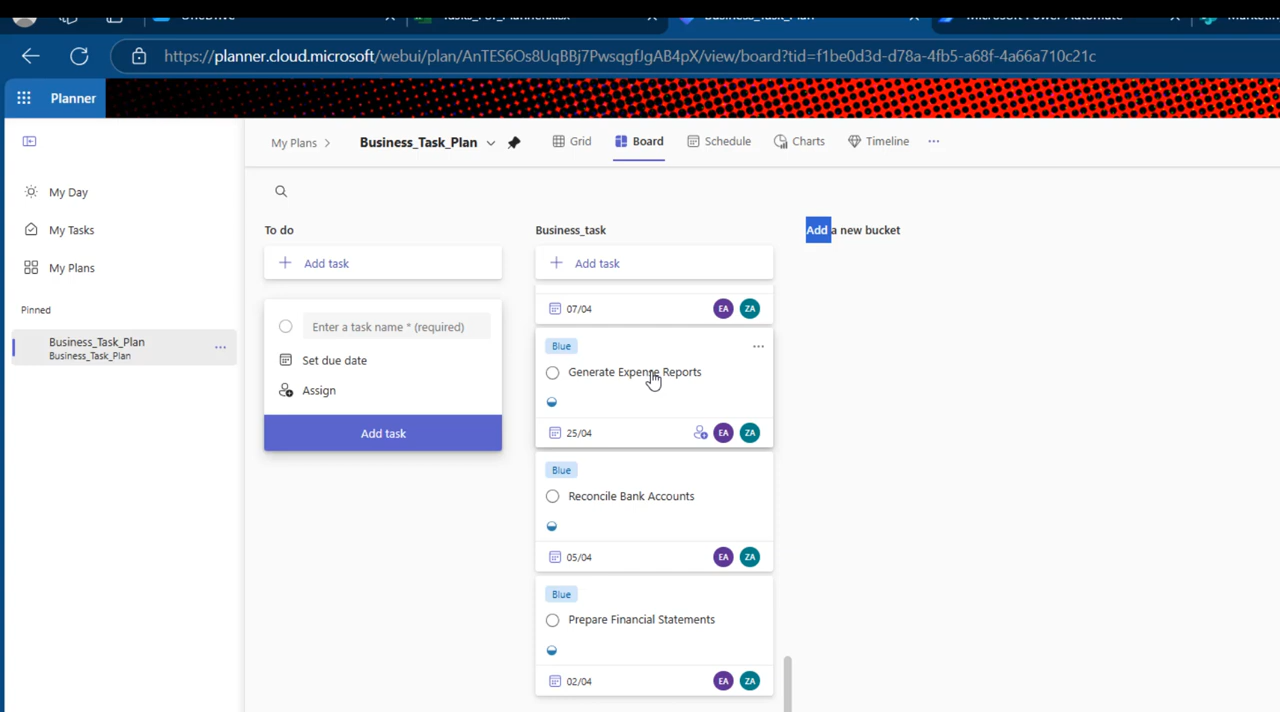 https://planner.cloud.microsoft/webui/plan/AnTES6Os8UqBBj7PwsqgfJgAB4pX/view/board?tid=f1be0d3d-d78a-4fb5-a68f-4a66a710c21c
Planner
My Plans
Business_Task_Plan
Grid
Board
Schedule
Charts
Timeline
...
My Day
My Tasks
My Plans
Pinned
Business_Task_Plan
Business_Task_Plan
...
To do
Add task
Enter a task name * (required)
Set due date
Assign
Add task
Business_task
Add task
07/04
EA
ZA
Blue
...
Generate Expense Reports
25/04
EA
ZA
Blue
Reconcile Bank Accounts
05/04
EA
ZA
Blue
Prepare Financial Statements
02/04
EA
ZA
Add a new bucket